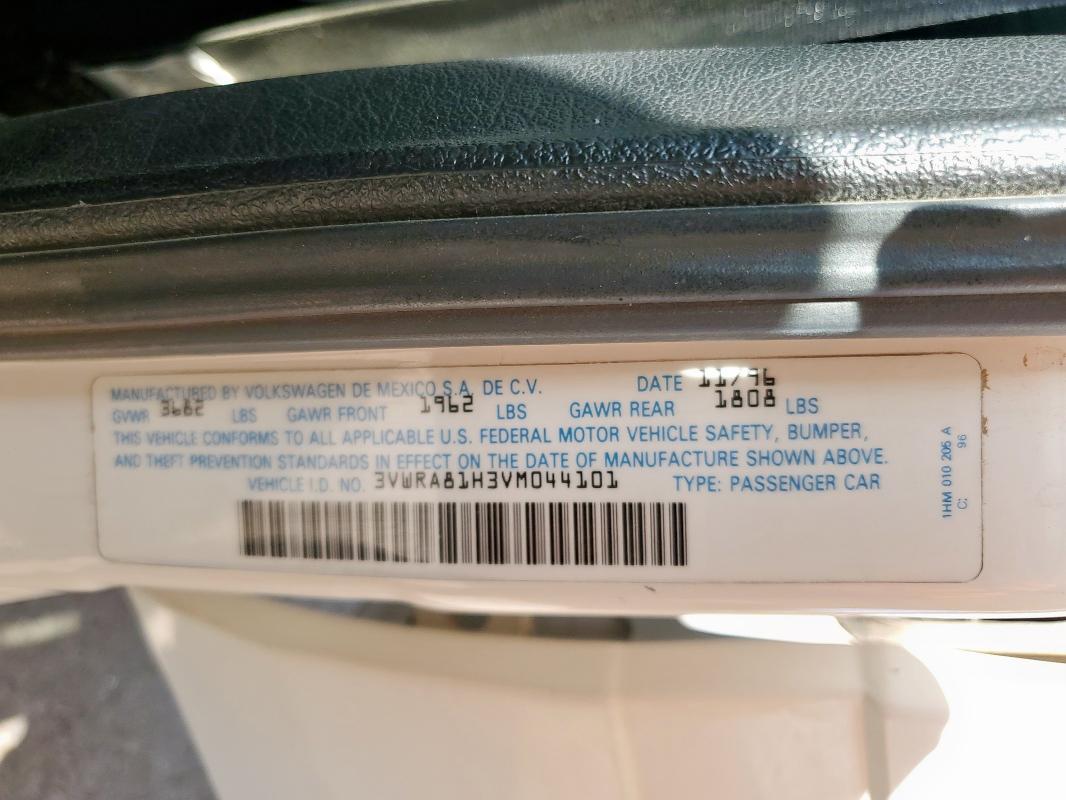 MANUFACTURED BY VOLKSWAGEN DE MEXICO S.A. DE C.V. DATE 11/96
GVWR 3682 LBS GAWR FRONT 1962 LBS GAWR REAR 1808 LBS
THIS VEHICLE CONFORMS TO ALL APPLICABLE U.S. FEDERAL MOTOR VEHICLE SAFETY, BUMPER,
AND THEFT PREVENTION STANDARDS IN EFFECT ON THE DATE OF MANUFACTURE SHOWN ABOVE.
VEHICLE I.D. NO. 3VWRA81H3VM044101 TYPE: PASSENGER CAR
1HM 010 206 A
C: 96